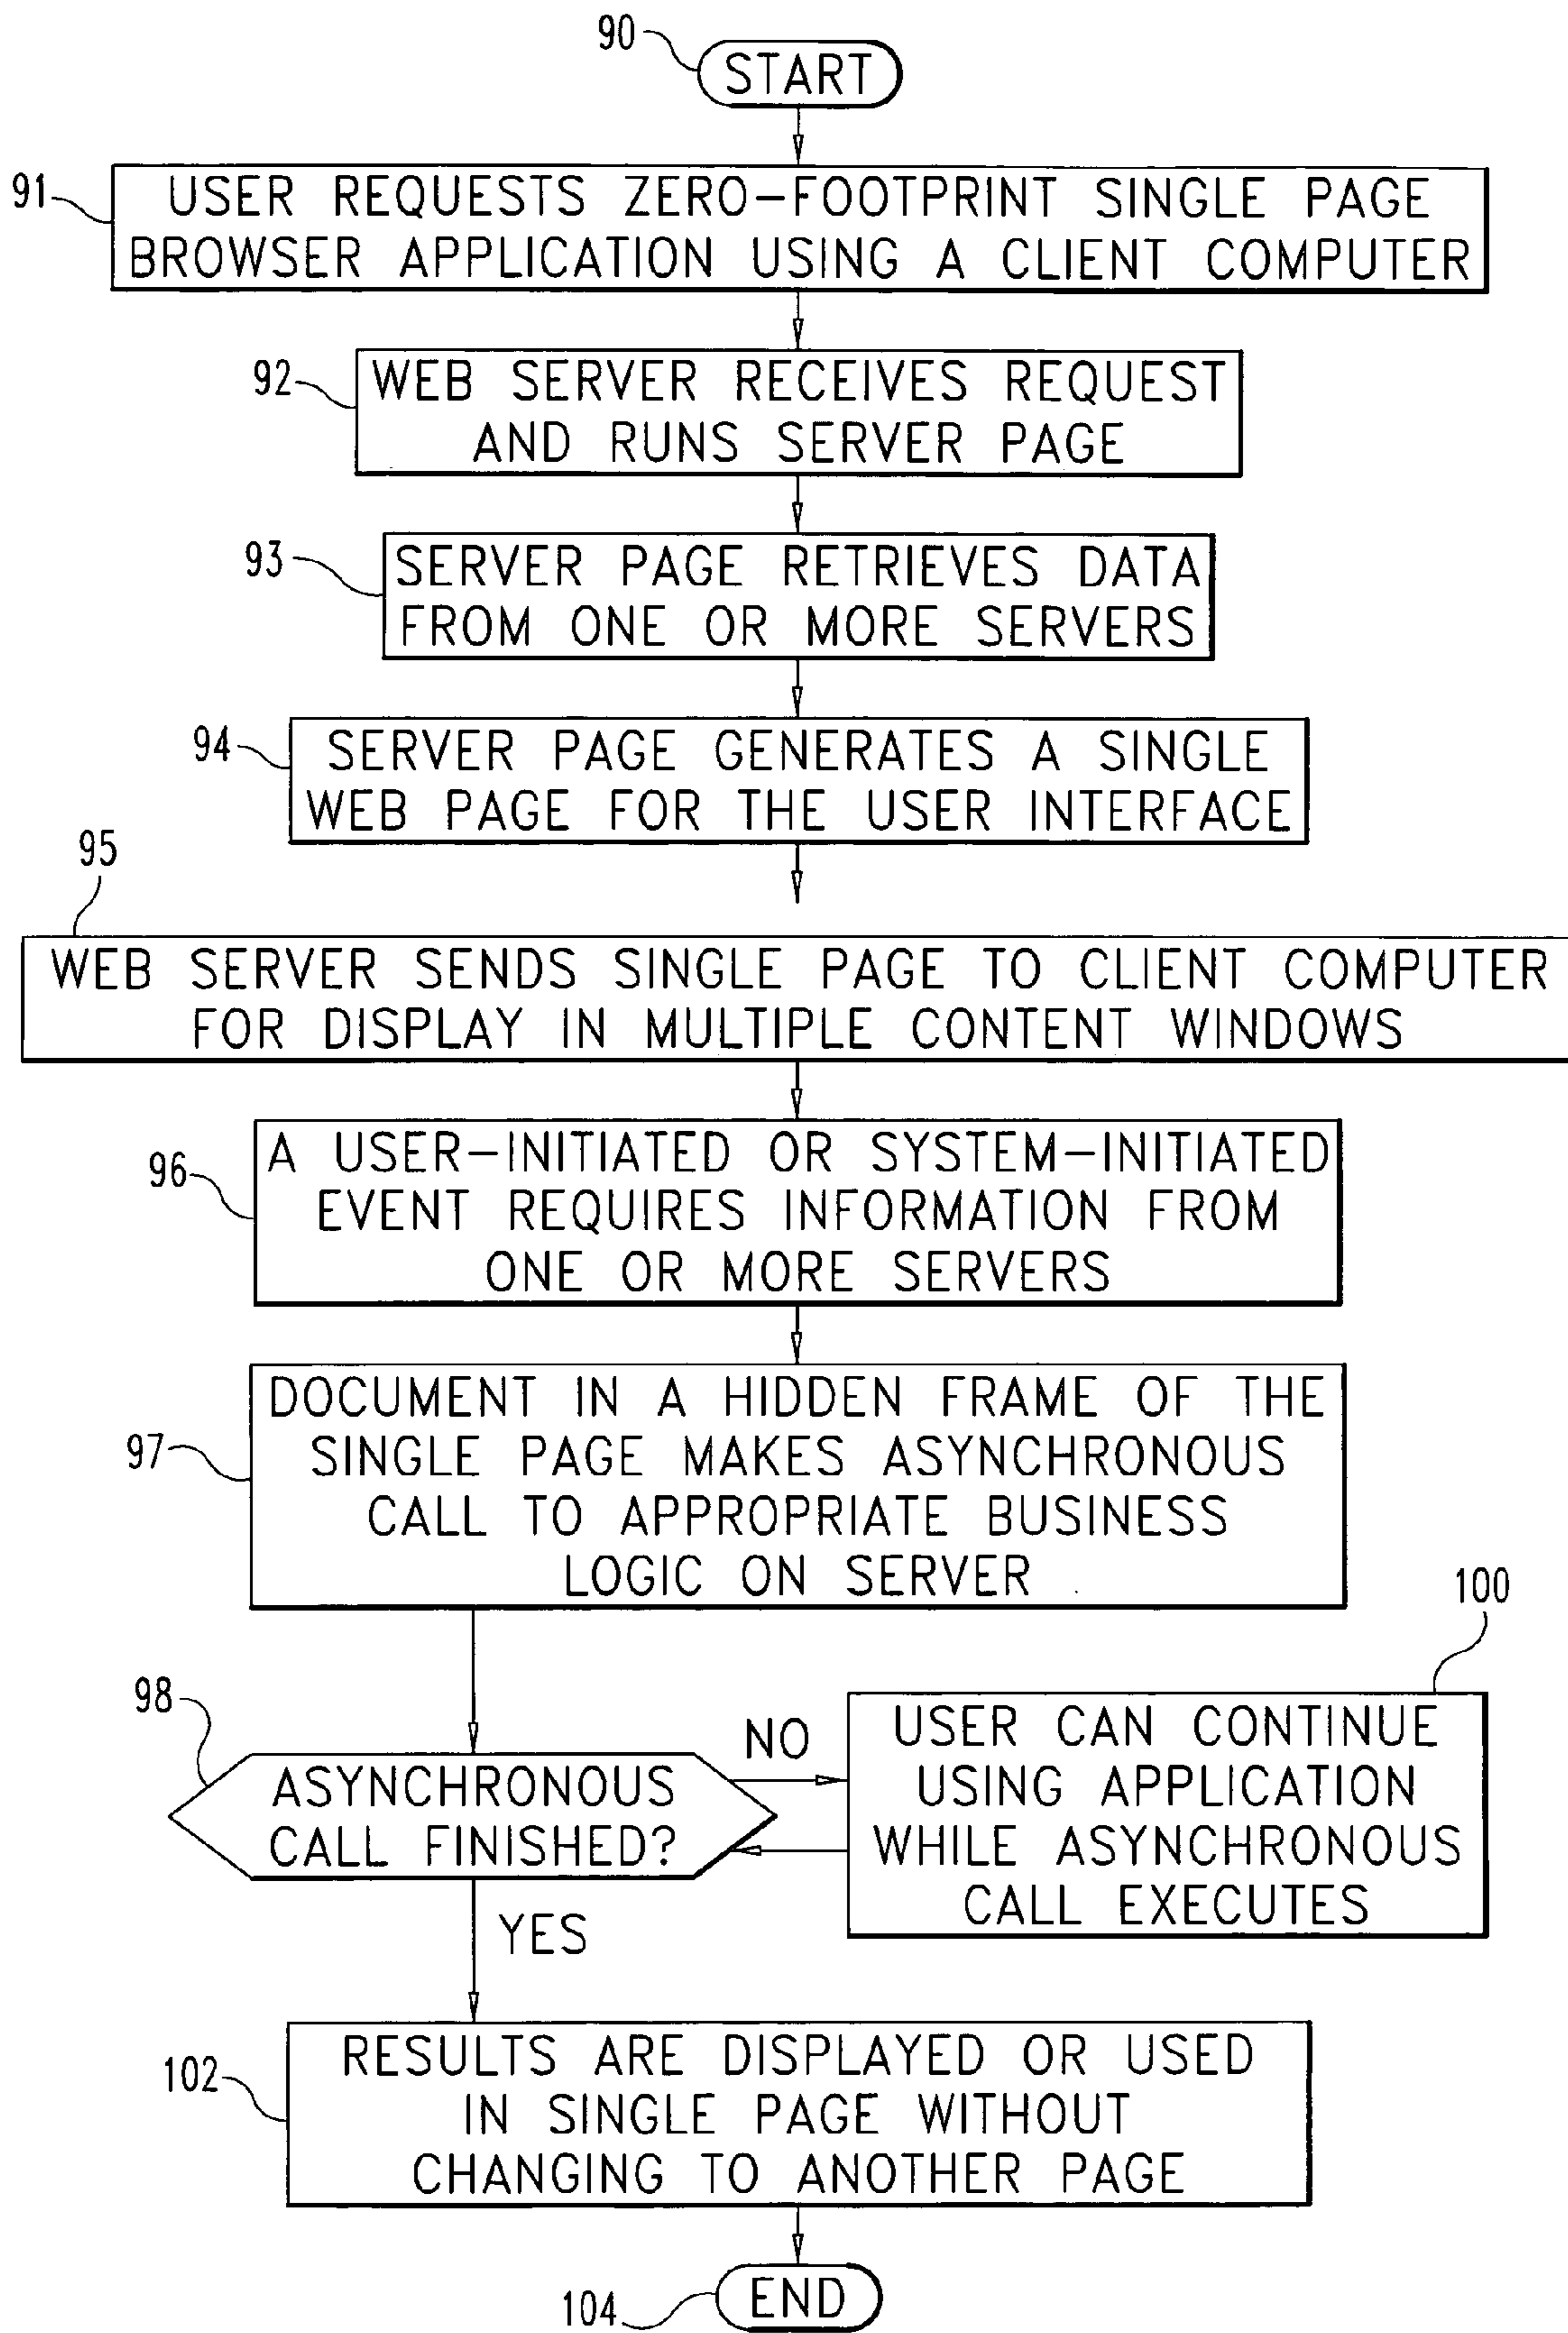 90
START
91
USER REQUESTS ZERO-FOOTPRINT SINGLE PAGE
BROWSER APPLICATION USING A CLIENT COMPUTER
92
WEB SERVER RECEIVES REQUEST
AND RUNS SERVER PAGE
93
SERVER PAGE RETRIEVES DATA
FROM ONE OR MORE SERVERS
94
SERVER PAGE GENERATES A SINGLE
WEB PAGE FOR THE USER INTERFACE
95
WEB SERVER SENDS SINGLE PAGE TO CLIENT COMPUTER
FOR DISPLAY IN MULTIPLE CONTENT WINDOWS
96
A USER-INITIATED OR SYSTEM-INITIATED
EVENT REQUIRES INFORMATION FROM
ONE OR MORE SERVERS
97
DOCUMENT IN A HIDDEN FRAME OF THE
SINGLE PAGE MAKES ASYNCHRONOUS
CALL TO APPROPRIATE BUSINESS
LOGIC ON SERVER
98
ASYNCHRONOUS
CALL FINISHED?
NO
100
USER CAN CONTINUE
USING APPLICATION
WHILE ASYNCHRONOUS
CALL EXECUTES
YES
102
RESULTS ARE DISPLAYED OR USED
IN SINGLE PAGE WITHOUT
CHANGING TO ANOTHER PAGE
104
END